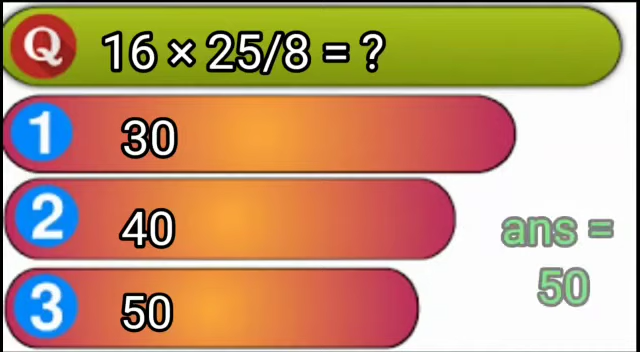 Q 16 × 25/8 = ?
1 30
2 40
3 50
ans =
50